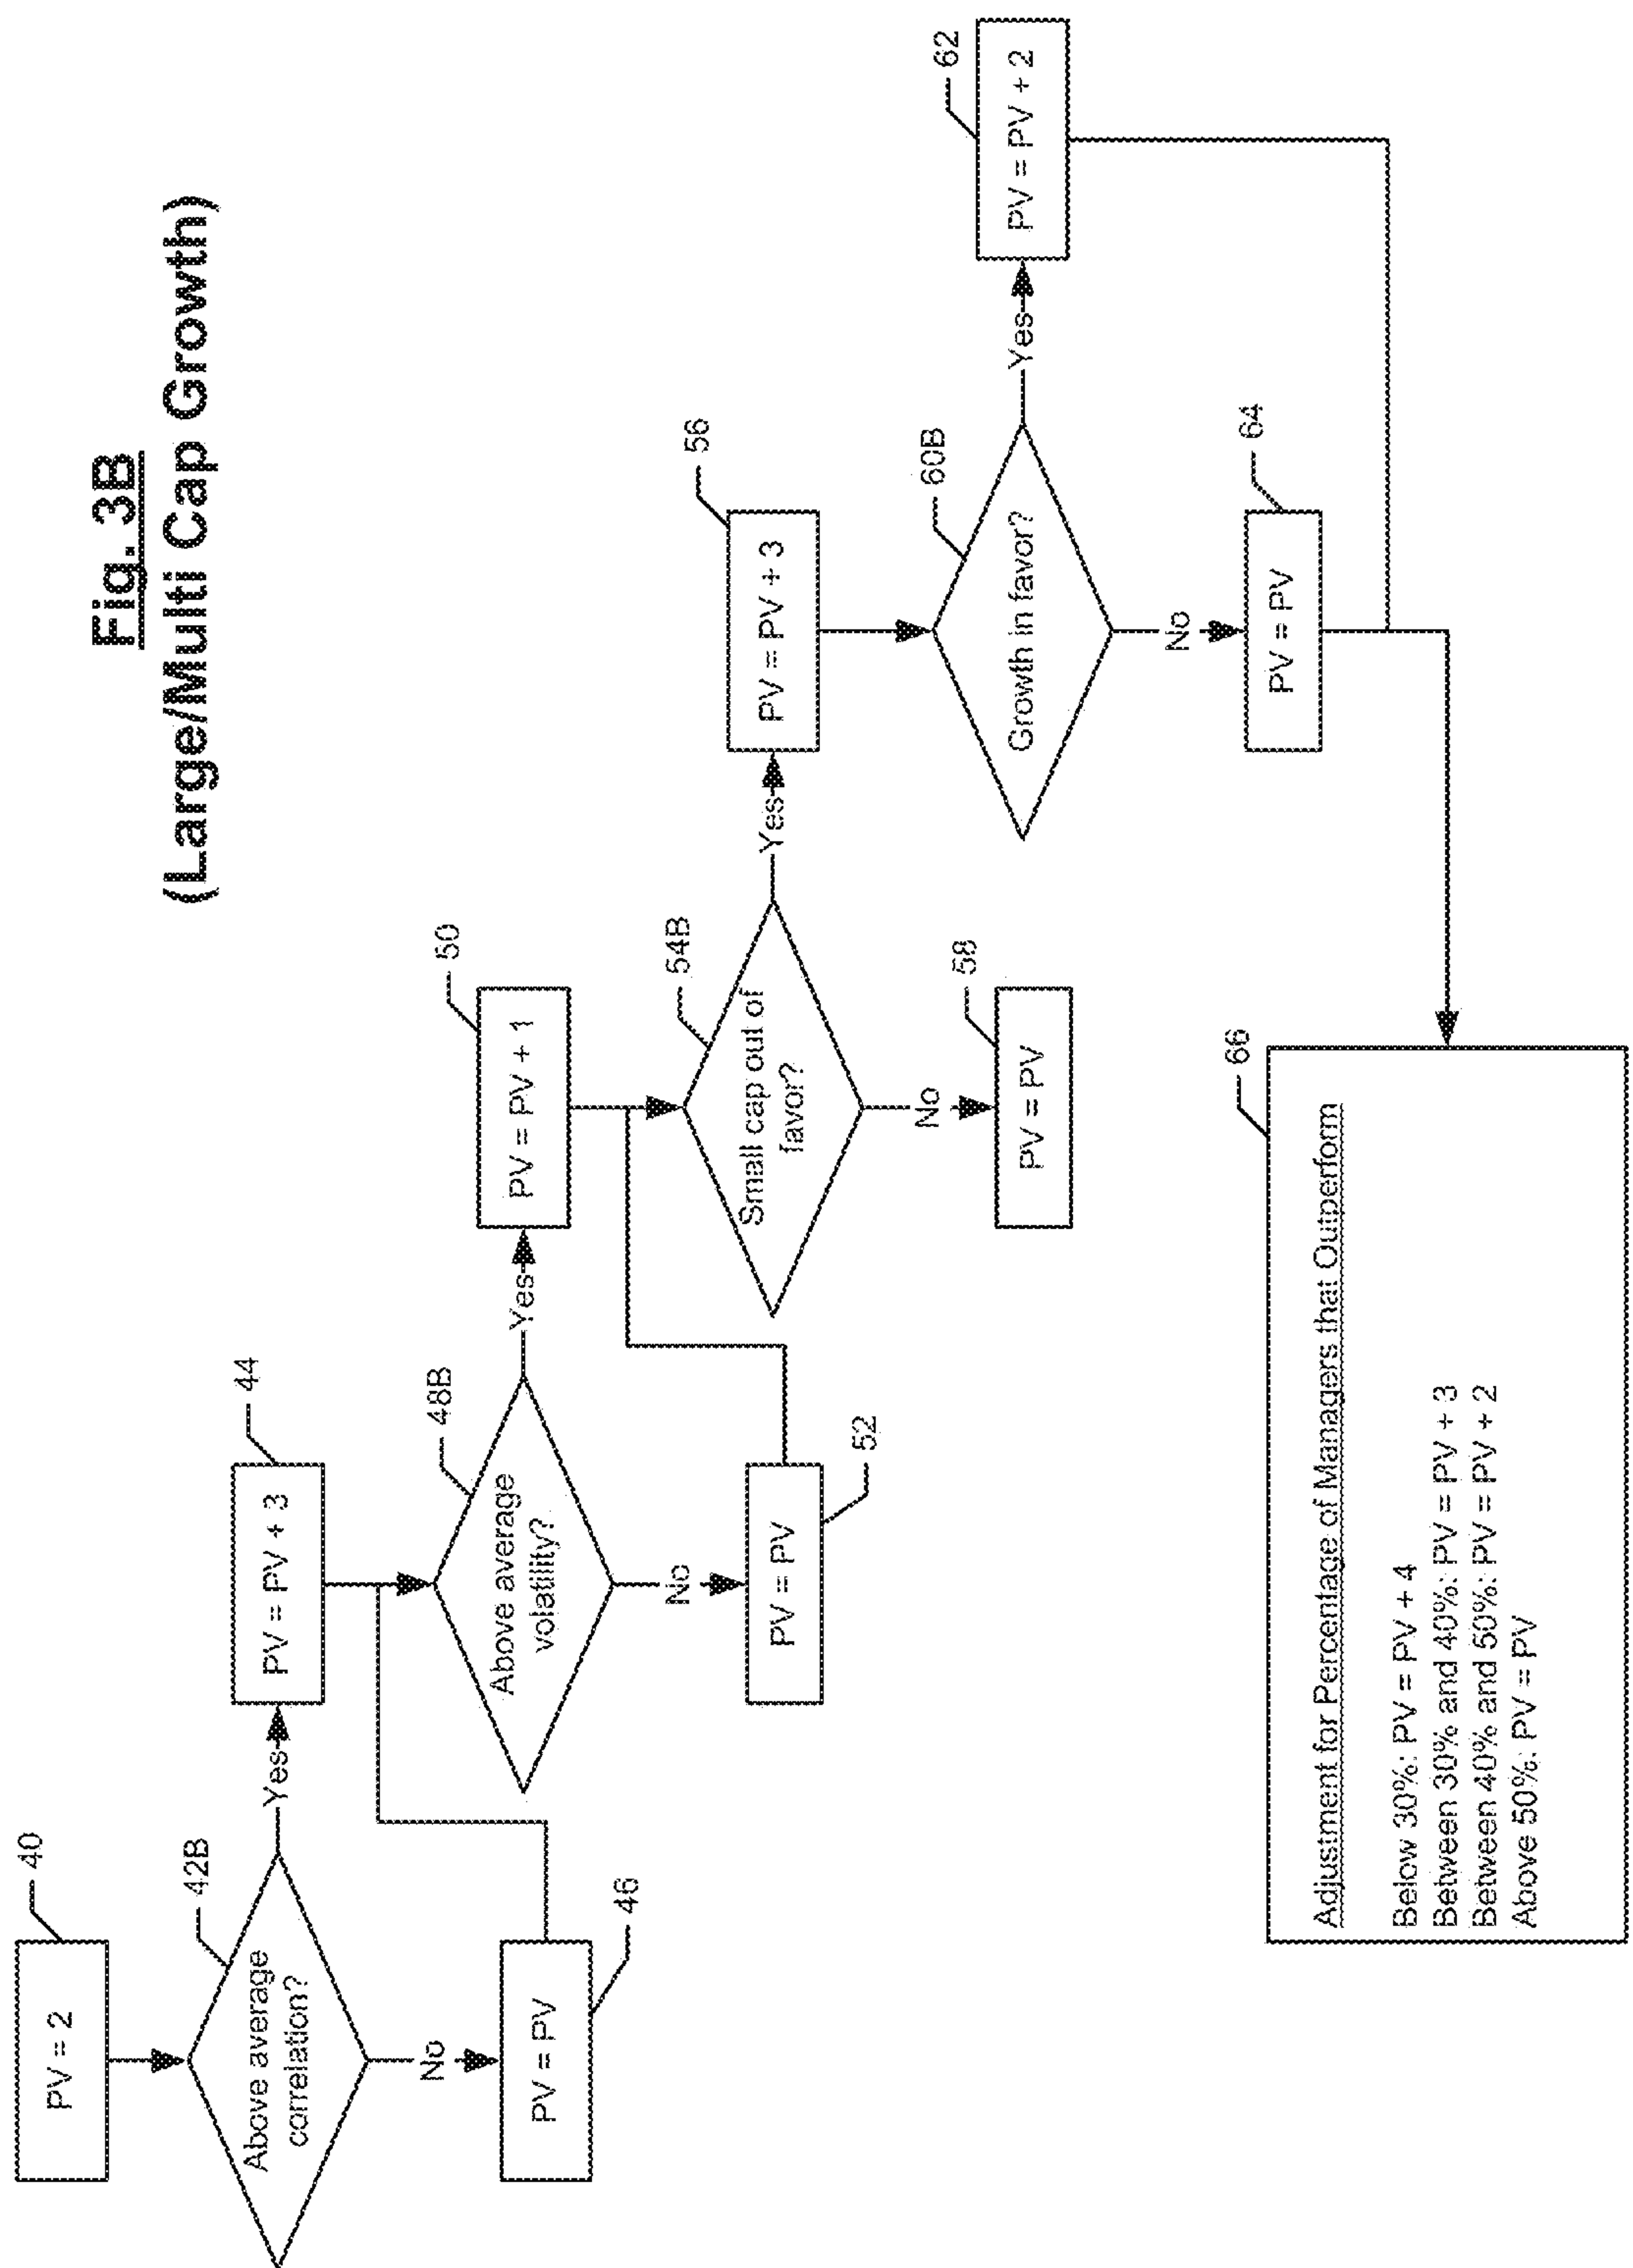 Fig. 3B
(Large/Multi Cap Growth)
40
PV = 2
42B
Above average
correlation?
Yes
No
44
PV = PV + 3
PV = PV
46
48B
Above average
volatility?
Yes
No
50
PV = PV + 1
PV = PV
52
54B
Small cap out of
favor?
Yes
No
56
PV = PV + 3
58
PV = PV
60B
Growth in favor?
Yes
No
62
PV = PV + 2
64
PV = PV
66
Adjustment for Percentage of Managers that Outperform
Below 30%: PV = PV + 4
Between 30% and 40%: PV = PV + 3
Between 40% and 50%: PV = PV + 2
Above 50%: PV = PV